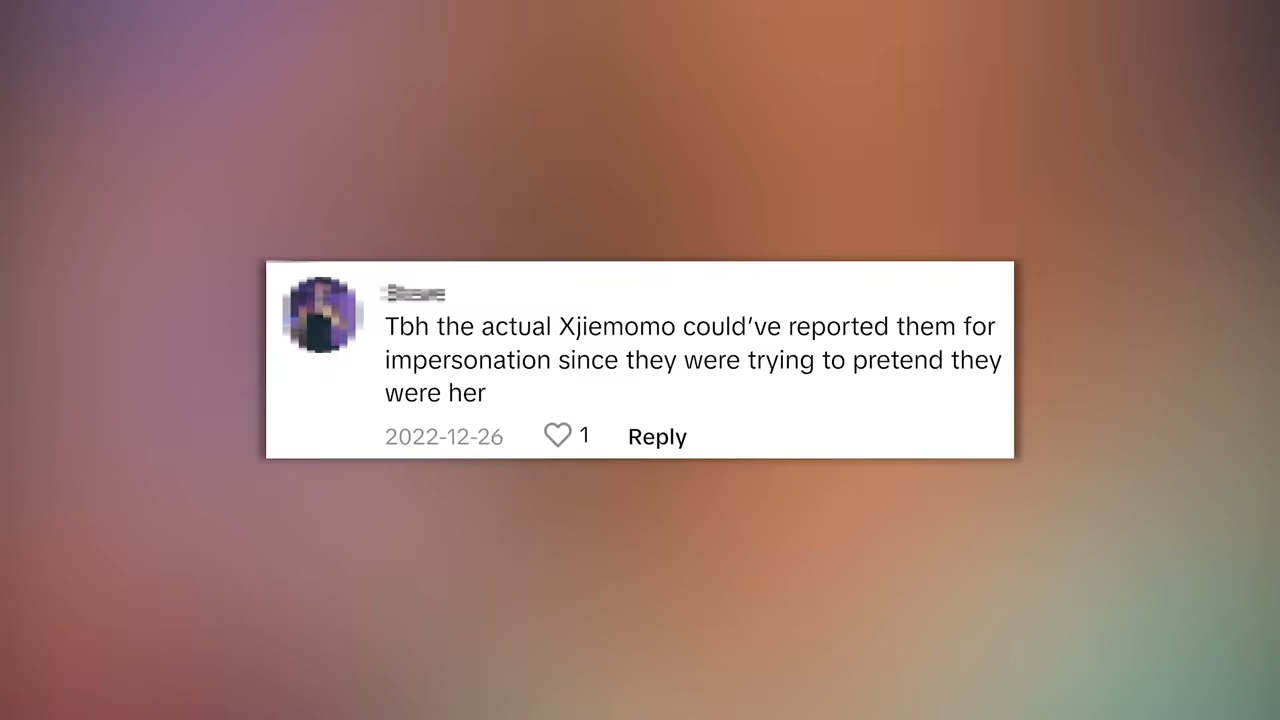 Tbh the actual Xjiemomo could’ve reported them for
impersonation since they were trying to pretend they
were her
2022-12-26 1 Reply